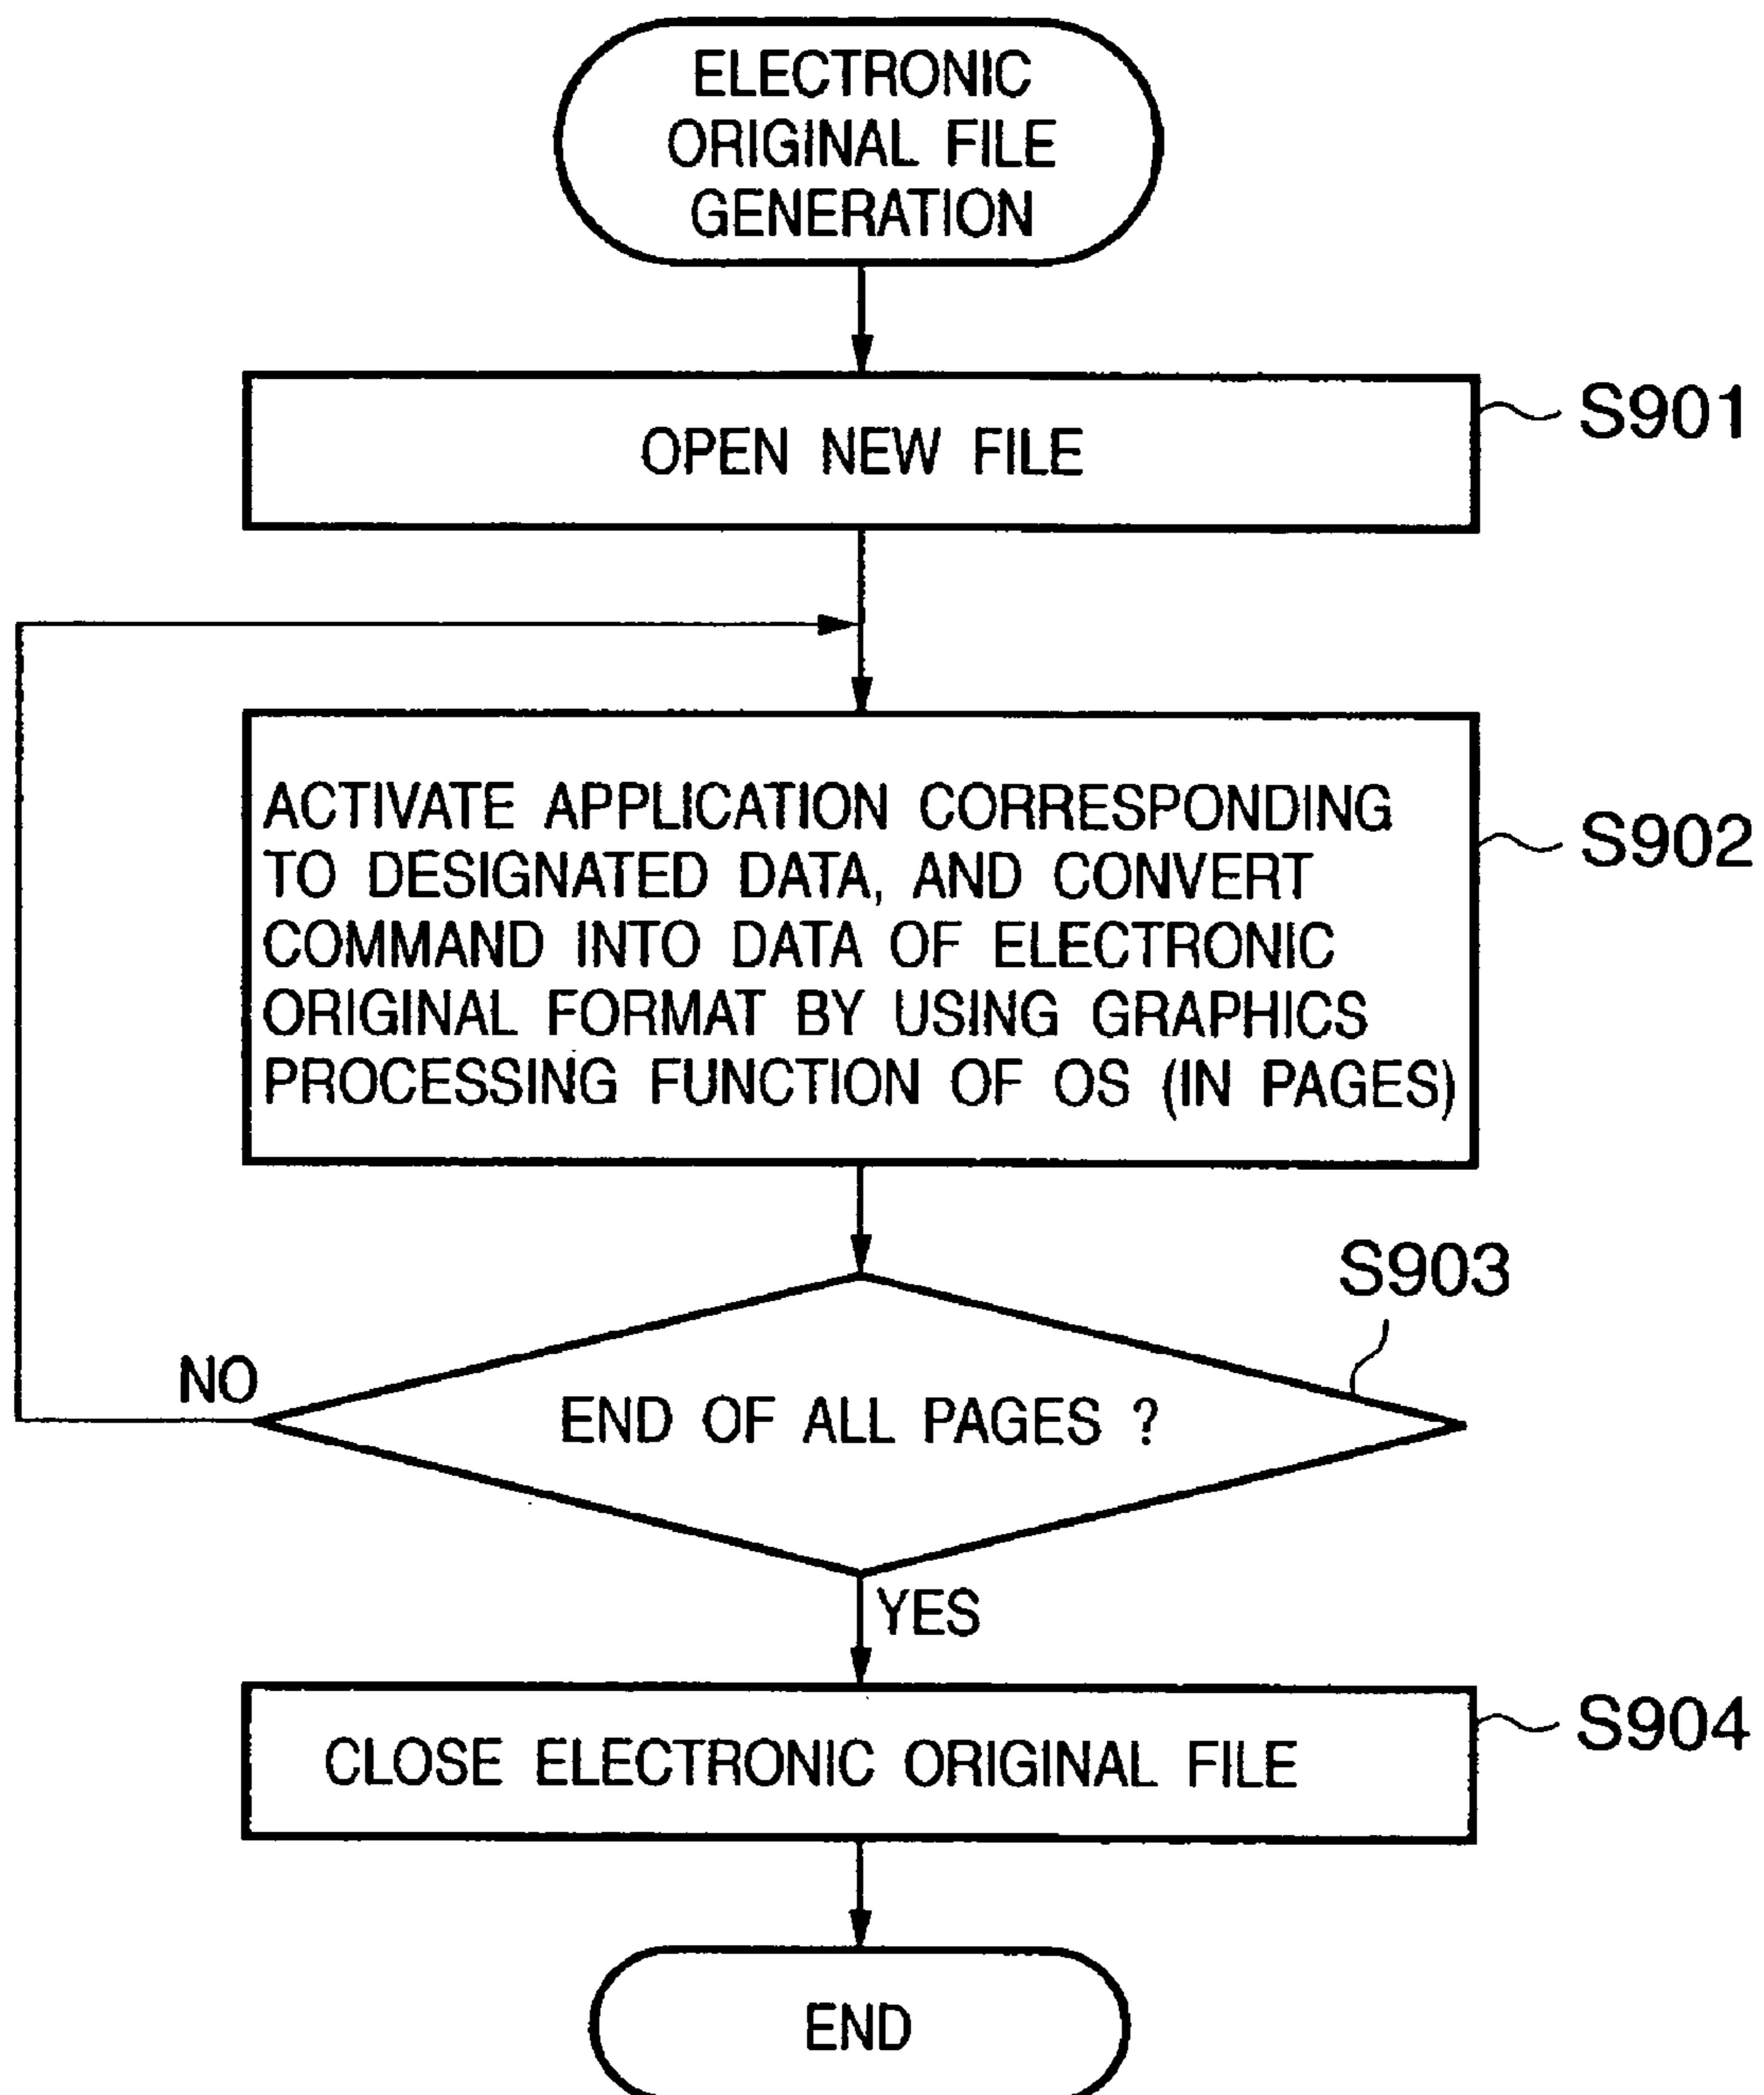 ELECTRONIC
ORIGINAL FILE
GENERATION
OPEN NEW FILE
S901
ACTIVATE APPLICATION CORRESPONDING
TO DESIGNATED DATA, AND CONVERT
COMMAND INTO DATA OF ELECTRONIC
ORIGINAL FORMAT BY USING GRAPHICS
PROCESSING FUNCTION OF OS (IN PAGES)
S902
S903
NO
END OF ALL PAGES ?
YES
CLOSE ELECTRONIC ORIGINAL FILE
S904
END